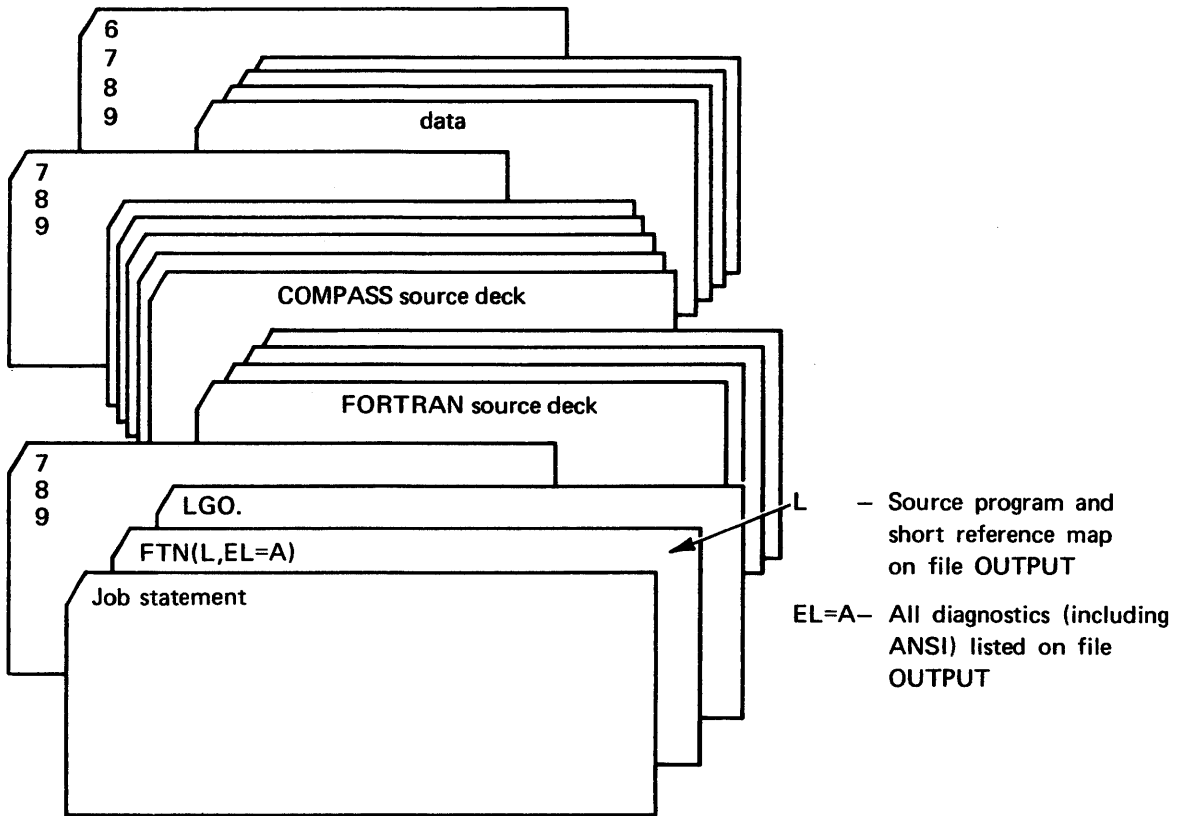 6
7
8
9
data
7
8
9
COMPASS source deck
FORTRAN source deck
7
8
9
LGO.
FTN(L,EL=A)
Job statement
L – Source program and
short reference map
on file OUTPUT
EL=A– All diagnostics (including
ANSI) listed on file
OUTPUT